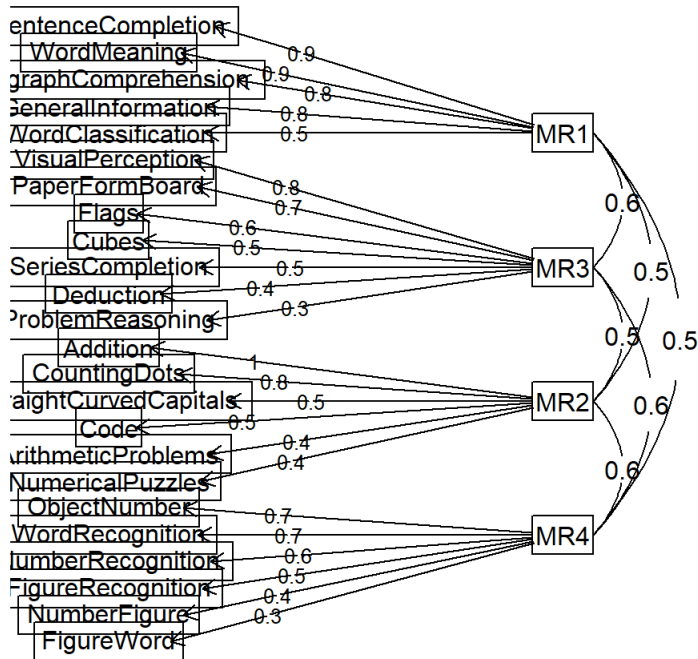 entenceCompletion
WordMeaning
graphComprehension
GeneralInformation
WordClassification
VisualPerception
PaperFormBoard
Flags
Cubes
SeriesCompletion
Deduction
ProblemReasoning
Addition
CountingDots
raightCurvedCapitals
Code
ArithmeticProblems
NumericalPuzzles
ObjectNumber
WordRecognition
NumberRecognition
FigureRecognition
NumberFigure
FigureWord
0.9
0.9
0.8
0.8
0.5
0.8
0.7
0.6
0.5
0.5
0.4
0.3
1
0.8
0.5
0.5
0.4
0.4
0.7
0.7
0.6
0.5
0.4
0.3
MR1
MR3
MR2
MR4
0.6
0.5
0.5
0.5
0.6
0.6